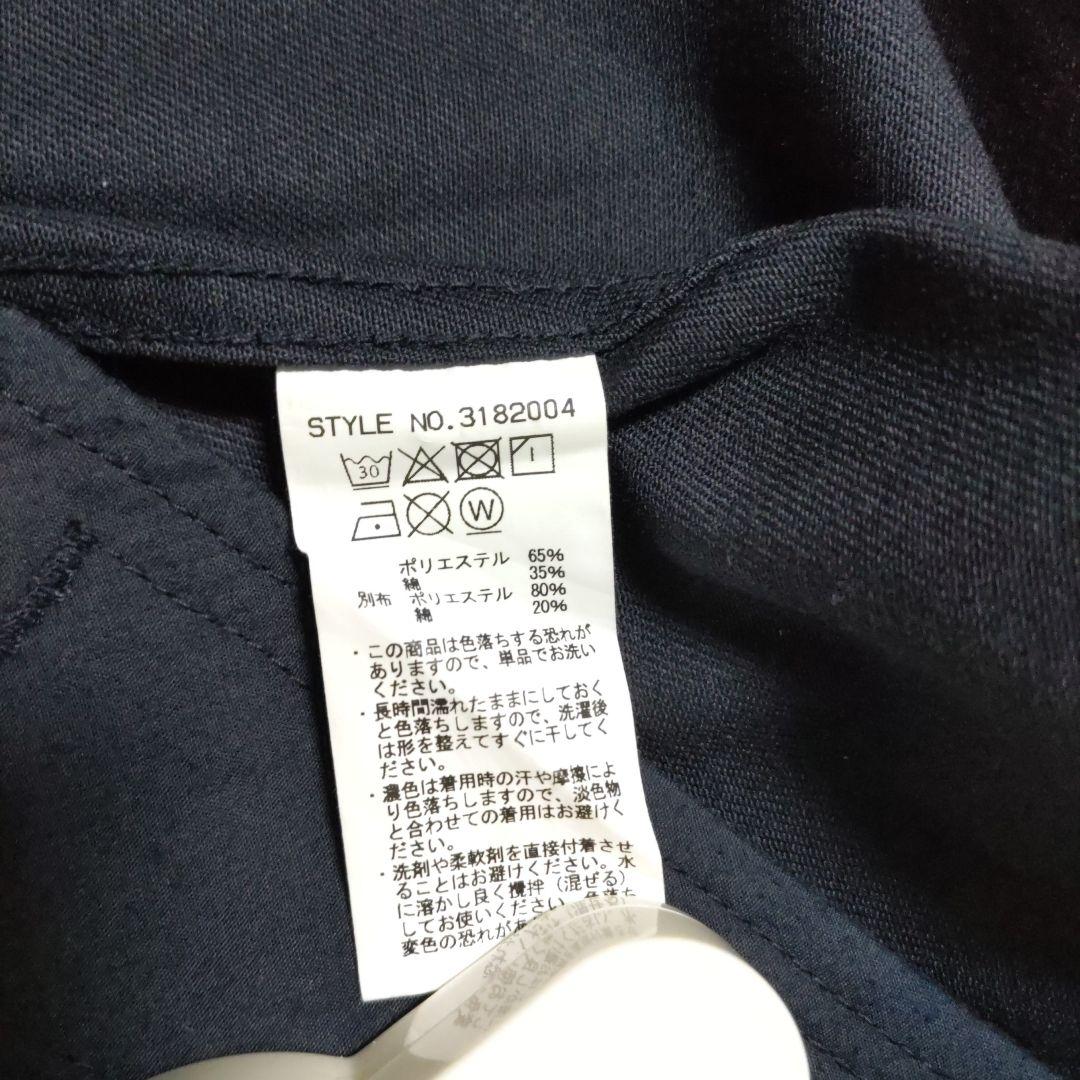 STYLE NO.3182004
30
W
ポリエステル 65%
綿 35%
別布 ポリエステル 80%
綿 20%
・この商品は色落ちする恐れが
ありますので、単品でお洗い
ください。
・長時間濡れたままにしておく
と色落ちしますので、洗濯後
は形を整えてすぐに干してく
ださい。
・濃色は着用時の汗や摩擦によ
り色落ちしますので、淡色物
と合わせての着用はお避けく
ださい。
・洗剤や柔軟剤を直接付着させ
ることはお避けください。水
に溶かし良く攪拌（混ぜる）
してお使いください。色落ち
変色の恐れがあ